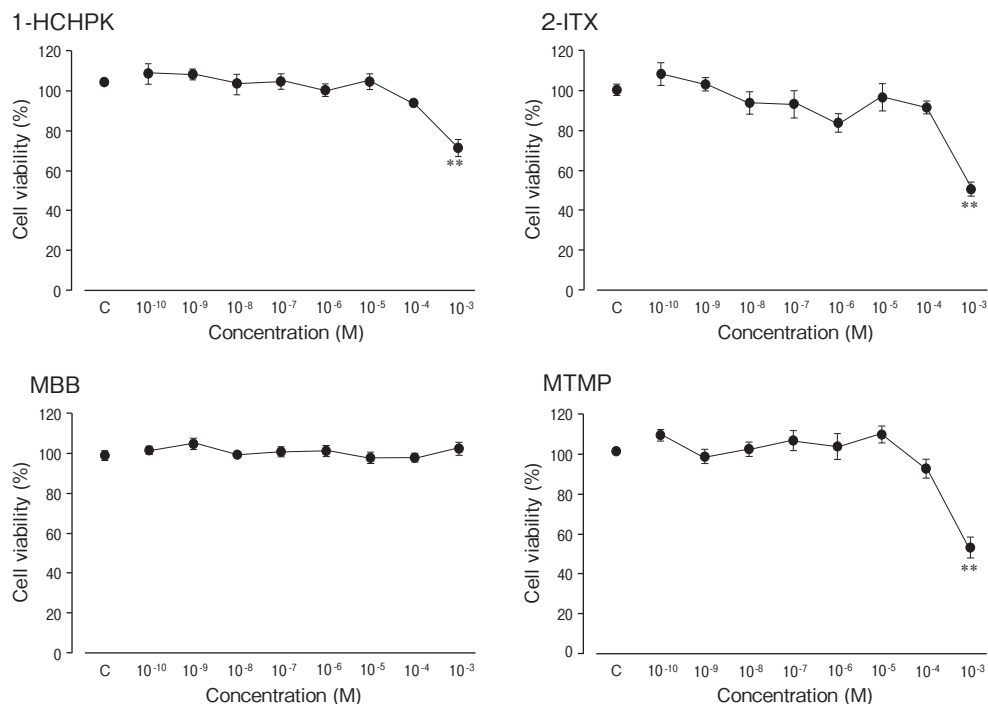 1-HCHPK
120
100
80
60
40
20
0
Cell viability (%)
**
C 10⁻¹⁰ 10⁻⁹ 10⁻⁸ 10⁻⁷ 10⁻⁶ 10⁻⁵ 10⁻⁴ 10⁻³
Concentration (M)
2-ITX
120
100
80
60
40
20
0
Cell viability (%)
**
C 10⁻¹⁰ 10⁻⁹ 10⁻⁸ 10⁻⁷ 10⁻⁶ 10⁻⁵ 10⁻⁴ 10⁻³
Concentration (M)
MBB
120
100
80
60
40
20
0
Cell viability (%)
C 10⁻¹⁰ 10⁻⁹ 10⁻⁸ 10⁻⁷ 10⁻⁶ 10⁻⁵ 10⁻⁴ 10⁻³
Concentration (M)
MTMP
120
100
80
60
40
20
0
Cell viability (%)
**
C 10⁻¹⁰ 10⁻⁹ 10⁻⁸ 10⁻⁷ 10⁻⁶ 10⁻⁵ 10⁻⁴ 10⁻³
Concentration (M)